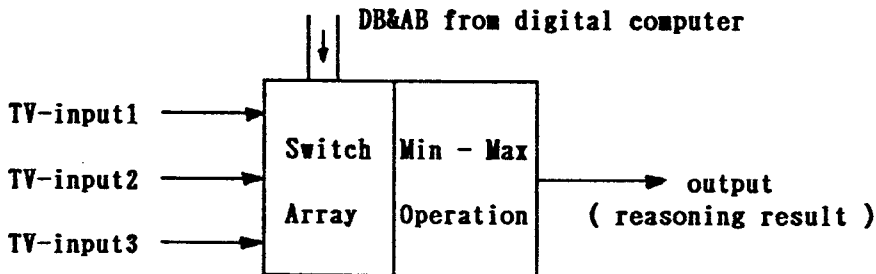 DB&AB from digital computer
TV-input1
TV-input2
TV-input3
Switch
Array
Min - Max
Operation
output
( reasoning result )